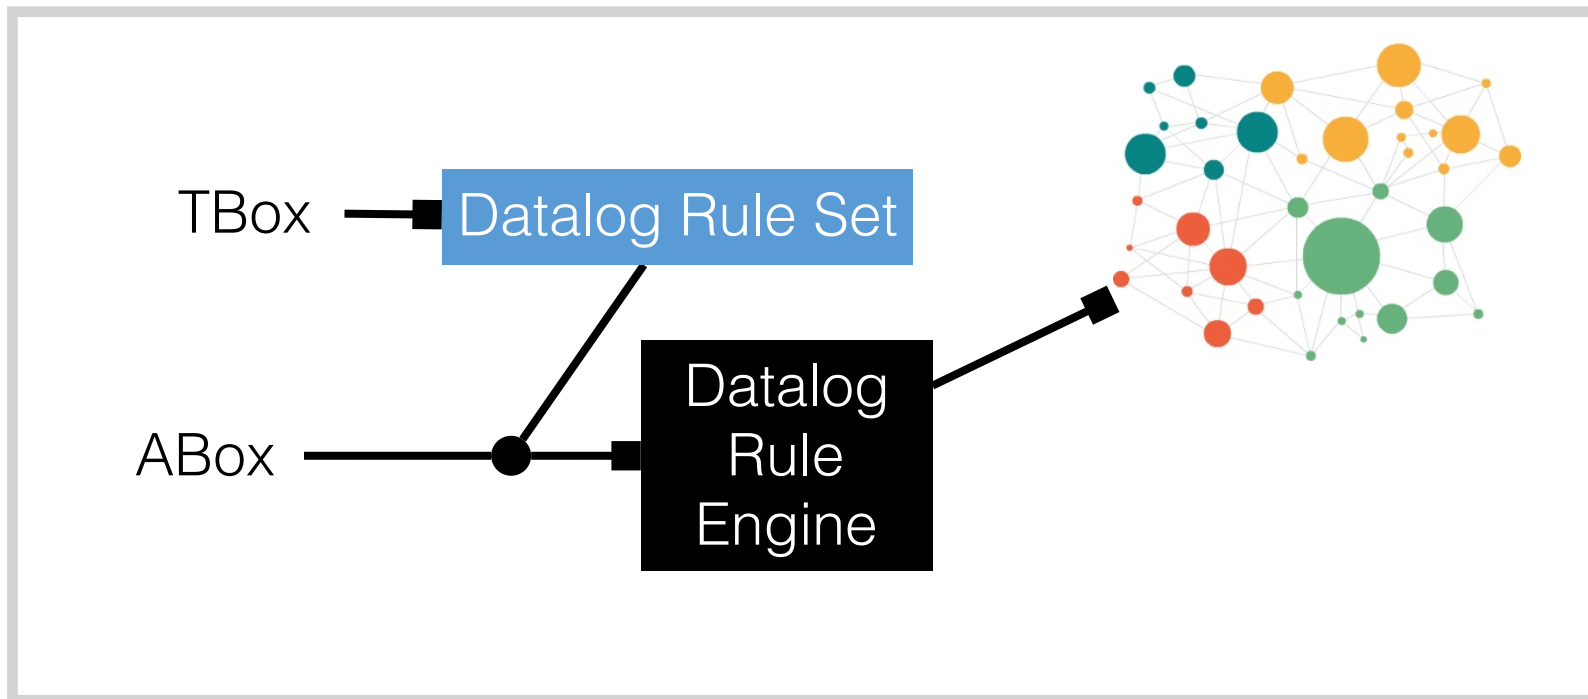 TBox
Datalog Rule Set
ABox
Datalog
Rule
Engine